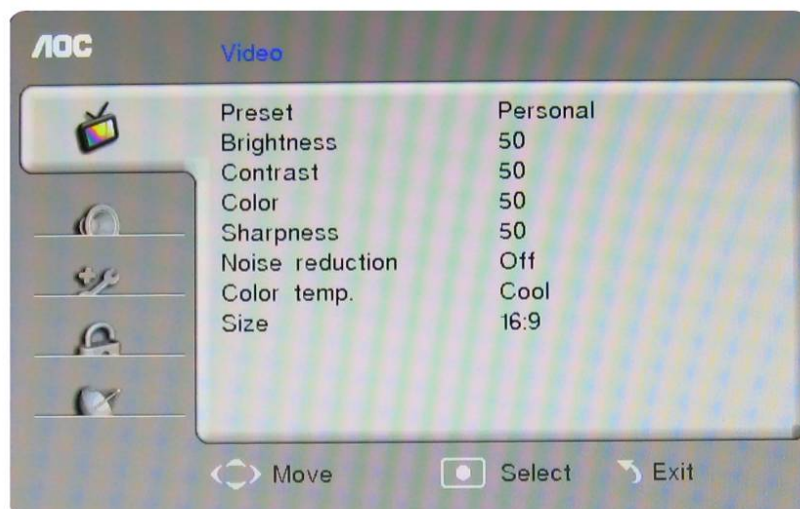 AOC
Video
Preset Personal
Brightness 50
Contrast 50
Color 50
Sharpness 50
Noise reduction Off
Color temp. Cool
Size 16:9
Move Select Exit